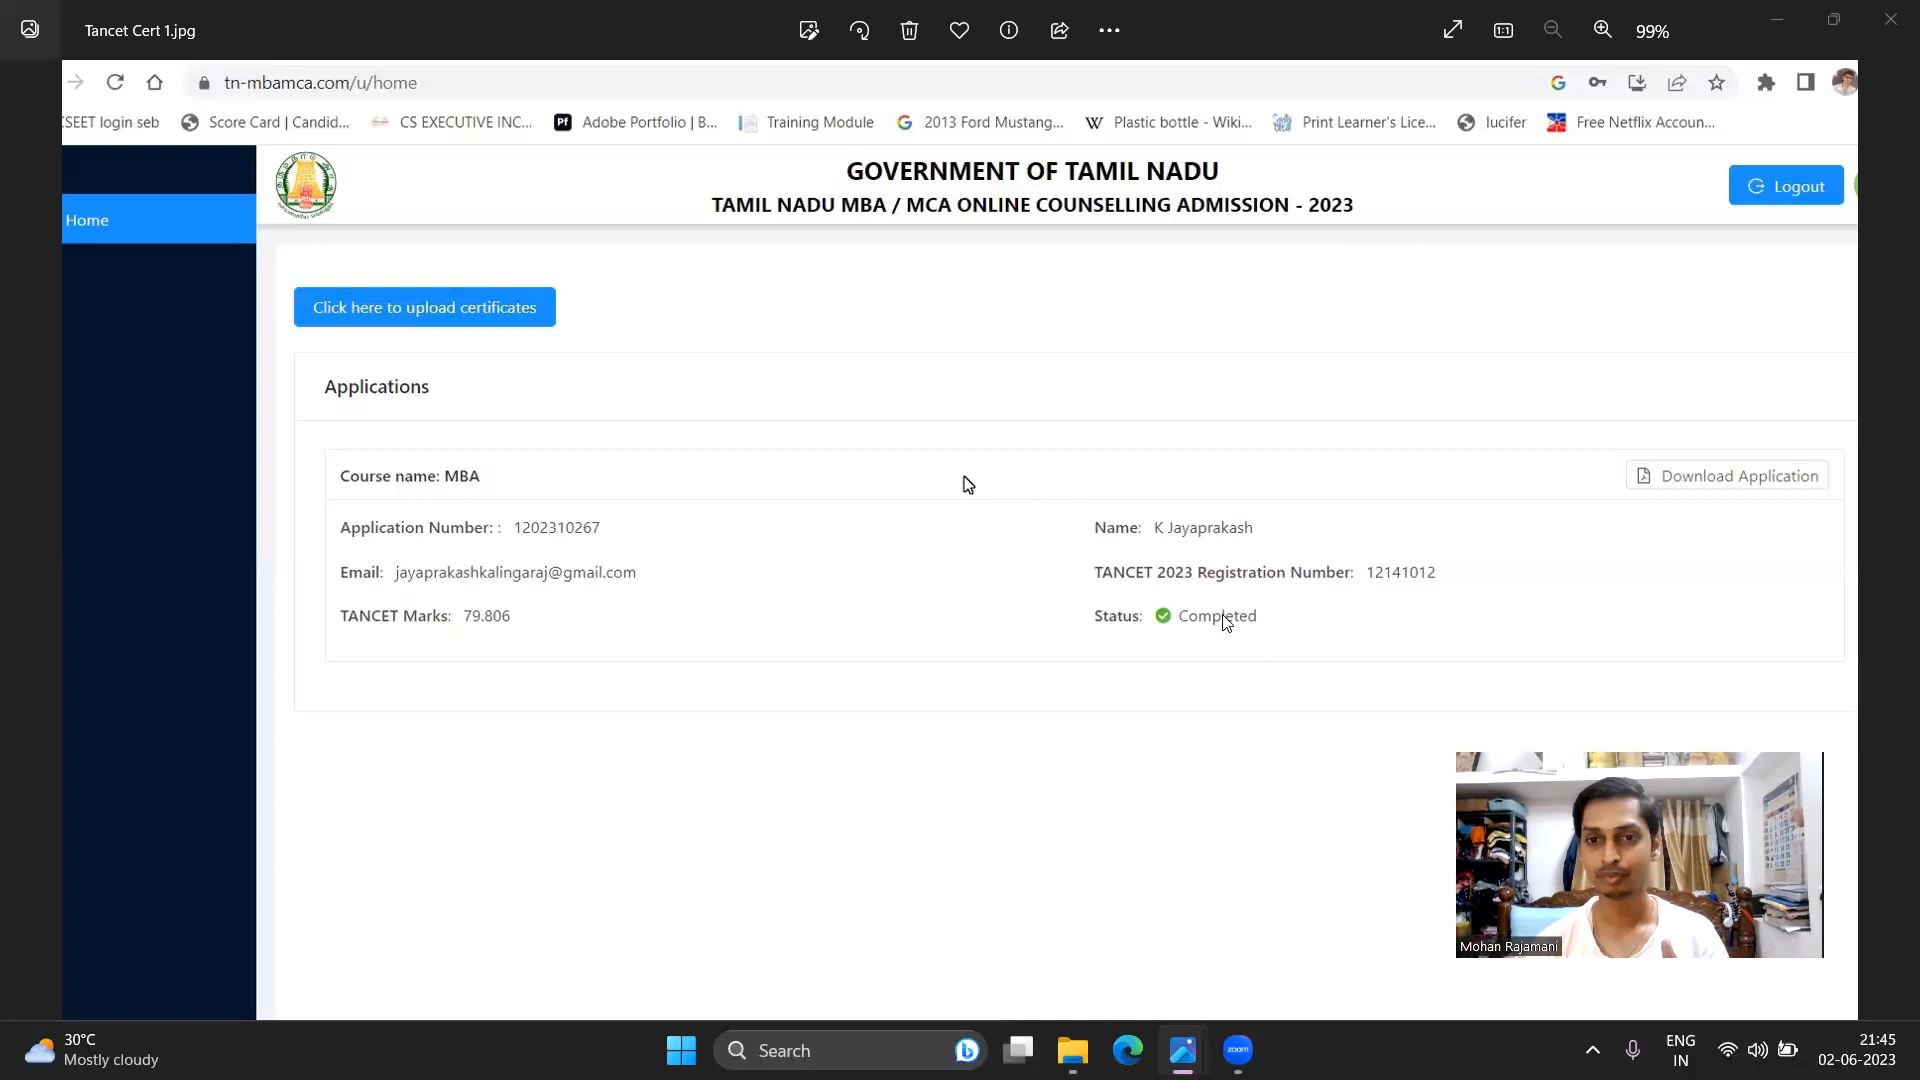 Tancet Cert 1.jpg
99%
tn-mbamca.com/u/home
CSEET login seb
Score Card | Candid...
CS EXECUTIVE INC...
Pf Adobe Portfolio | B...
Training Module
2013 Ford Mustang...
W Plastic bottle - Wiki...
Print Learner's Lice...
lucifer
Free Netflix Accoun...
GOVERNMENT OF TAMIL NADU
TAMIL NADU MBA / MCA ONLINE COUNSELLING ADMISSION - 2023
Logout
Home
Click here to upload certificates
Applications
Course name: MBA
Download Application
Application Number: : 1202310267
Name: K Jayaprakash
Email: jayaprakashkalingaraj@gmail.com
TANCET 2023 Registration Number: 12141012
TANCET Marks: 79.806
Status: Completed
Mohan Rajamani
30°C
Mostly cloudy
Search
zoom
ENG
IN
21:45
02-06-2023